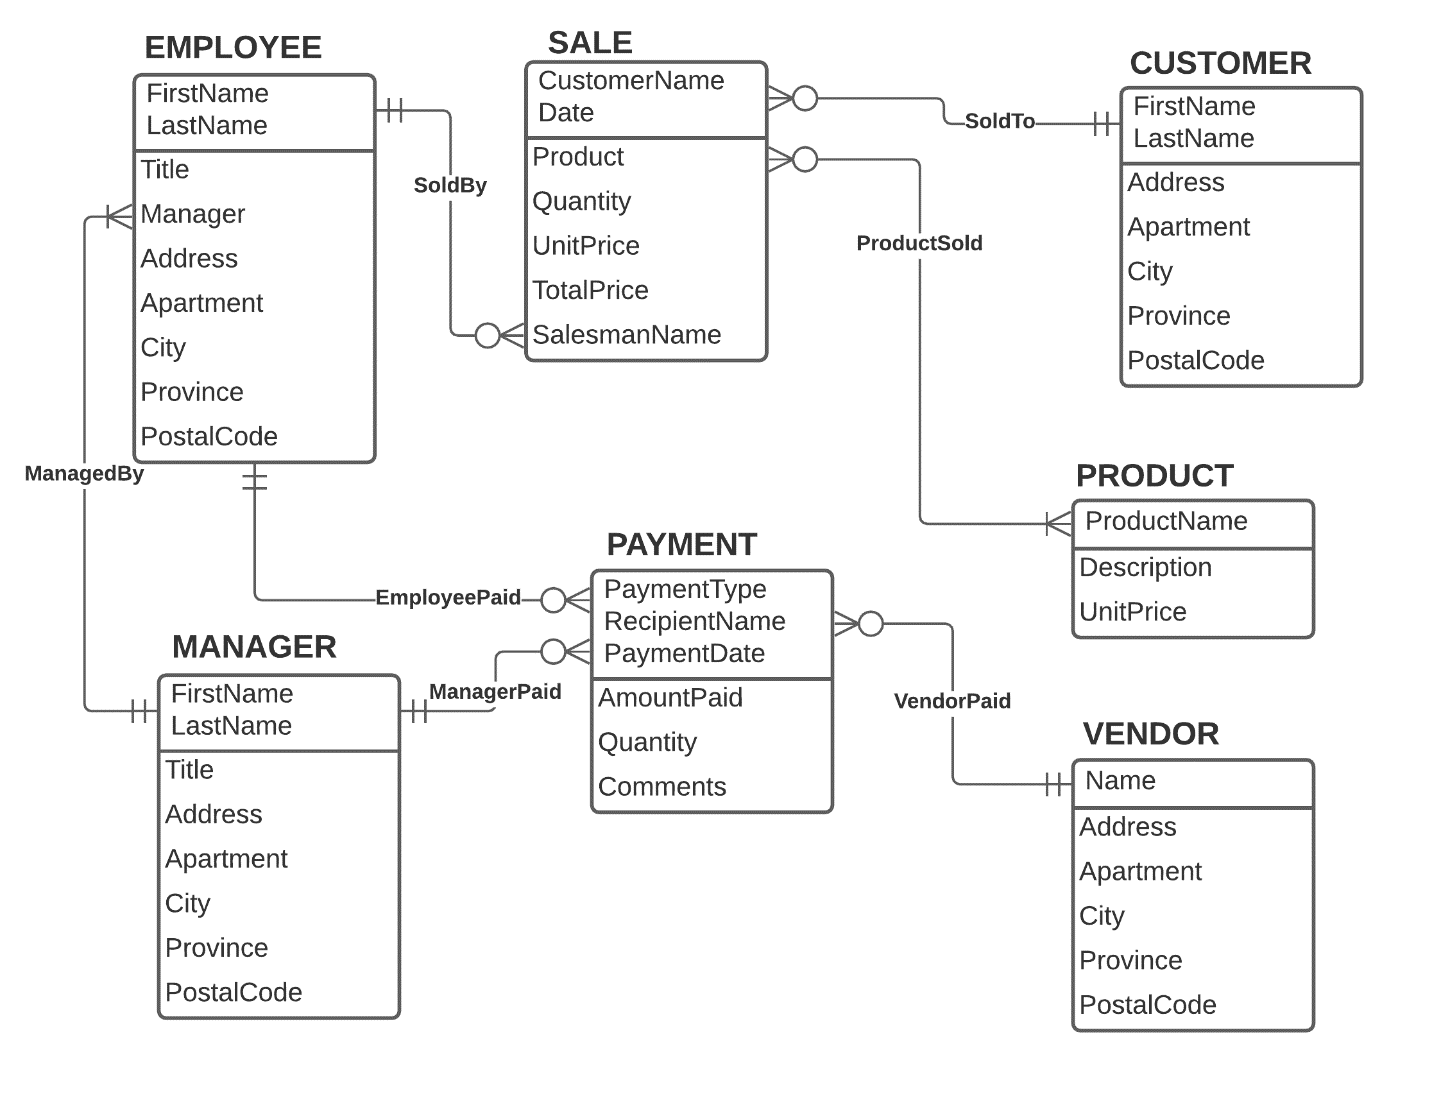 EMPLOYEE
FirstName
LastName
Title
Manager
Address
Apartment
City
Province
PostalCode
SoldBy
SALE
CustomerName
Date
Product
Quantity
UnitPrice
TotalPrice
SalesmanName
SoldTo
CUSTOMER
FirstName
LastName
Address
Apartment
City
Province
PostalCode
ProductSold
ManagedBy
PRODUCT
ProductName
Description
UnitPrice
EmployeePaid
PAYMENT
PaymentType
RecipientName
PaymentDate
AmountPaid
Quantity
Comments
ManagerPaid
MANAGER
FirstName
LastName
Title
Address
Apartment
City
Province
PostalCode
VendorPaid
VENDOR
Name
Address
Apartment
City
Province
PostalCode